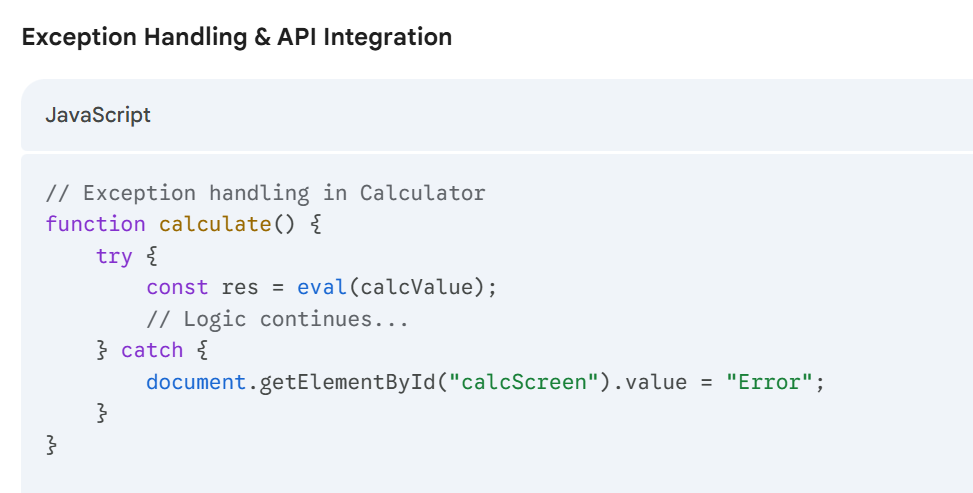 Exception Handling & API Integration
JavaScript
// Exception handling in Calculator
function calculate() {
    try {
        const res = eval(calcValue);
        // Logic continues...
    } catch {
        document.getElementById("calcScreen").value = "Error";
    }
}